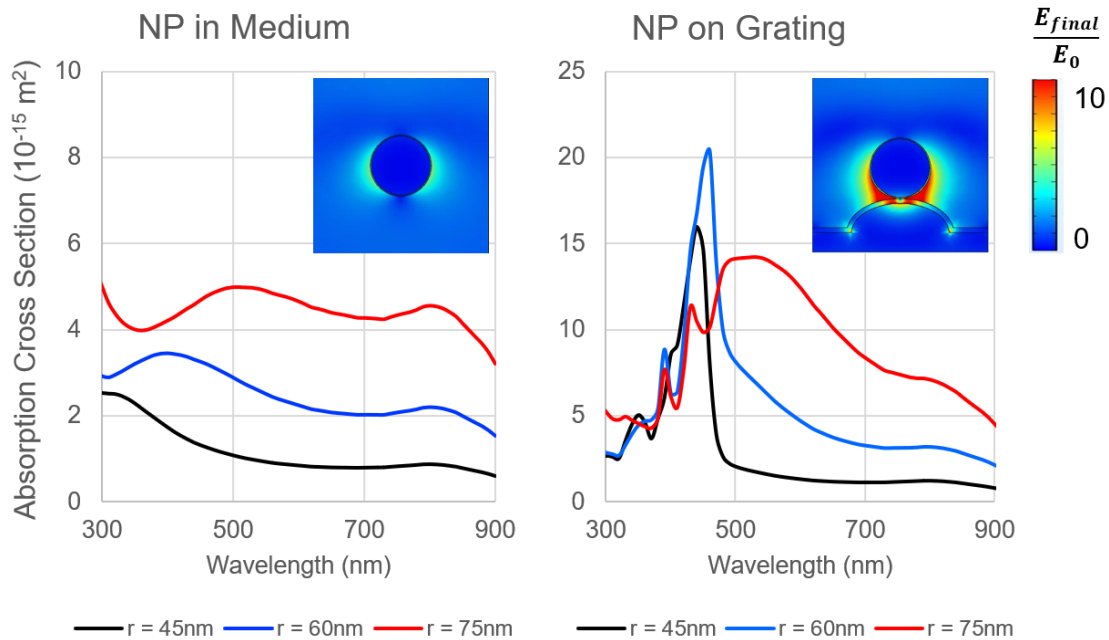 NP in Medium
NP on Grating
E_final
E_0
10
0
Absorption Cross Section (10^-15 m^2)
10
8
6
4
2
0
300 500 700 900
Wavelength (nm)
25
20
15
10
5
0
300 500 700 900
Wavelength (nm)
r = 45nm r = 60nm r = 75nm
r = 45nm r = 60nm r = 75nm